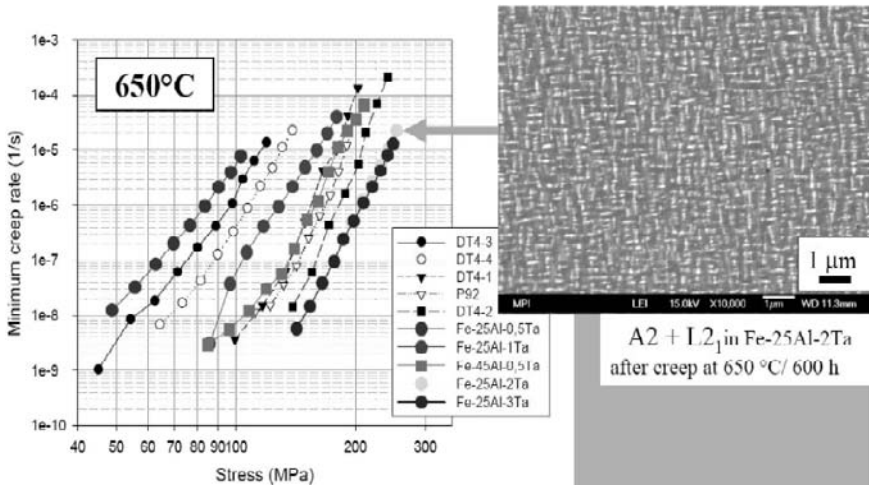 1e-3
1e-4
1e-5
1e-6
1e-7
1e-8
1e-9
1e-10
Minimum creep rate (1/s)
650°C
40 50 60 70 80 90100 200 300
Stress (MPa)
DT4-3
DT4-4
DT4-1
P92
DT4-2
Fe-25Al-0,5Ta
Fe-25Al-1Ta
Fe-45Al-0,5Ta
Fe-25Al-2Ta
Fe-25Al-3Ta
1 µm
MPI LEI 15.0kV X10,000 1µm WD 11.3mm
A2 + L2₁ in Fe-25Al-2Ta
after creep at 650 °C/ 600 h